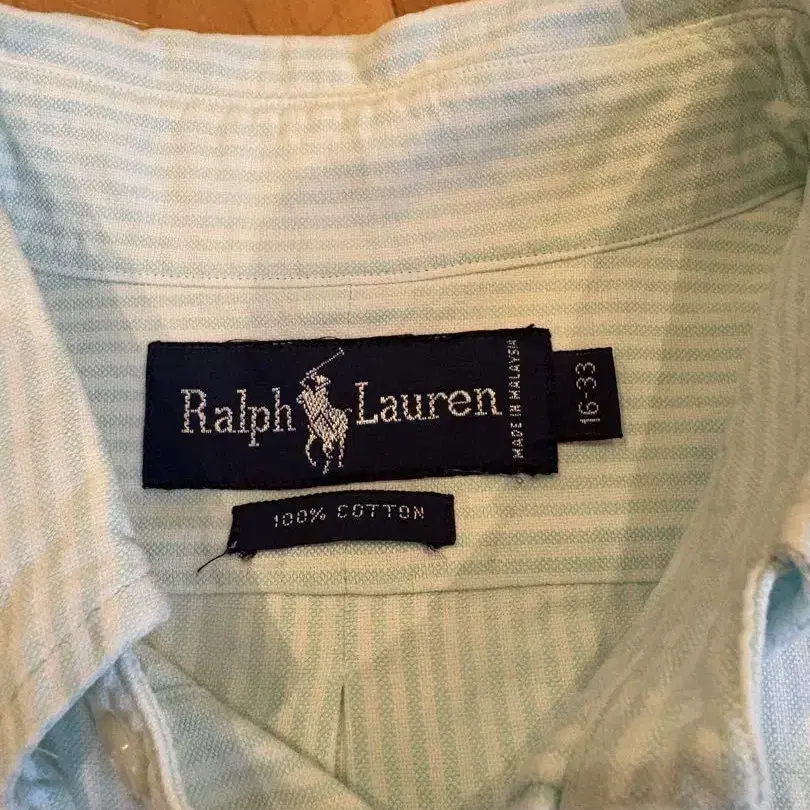 Ralph Lauren
MADE IN MALAYSIA
16-33
100% COTTON